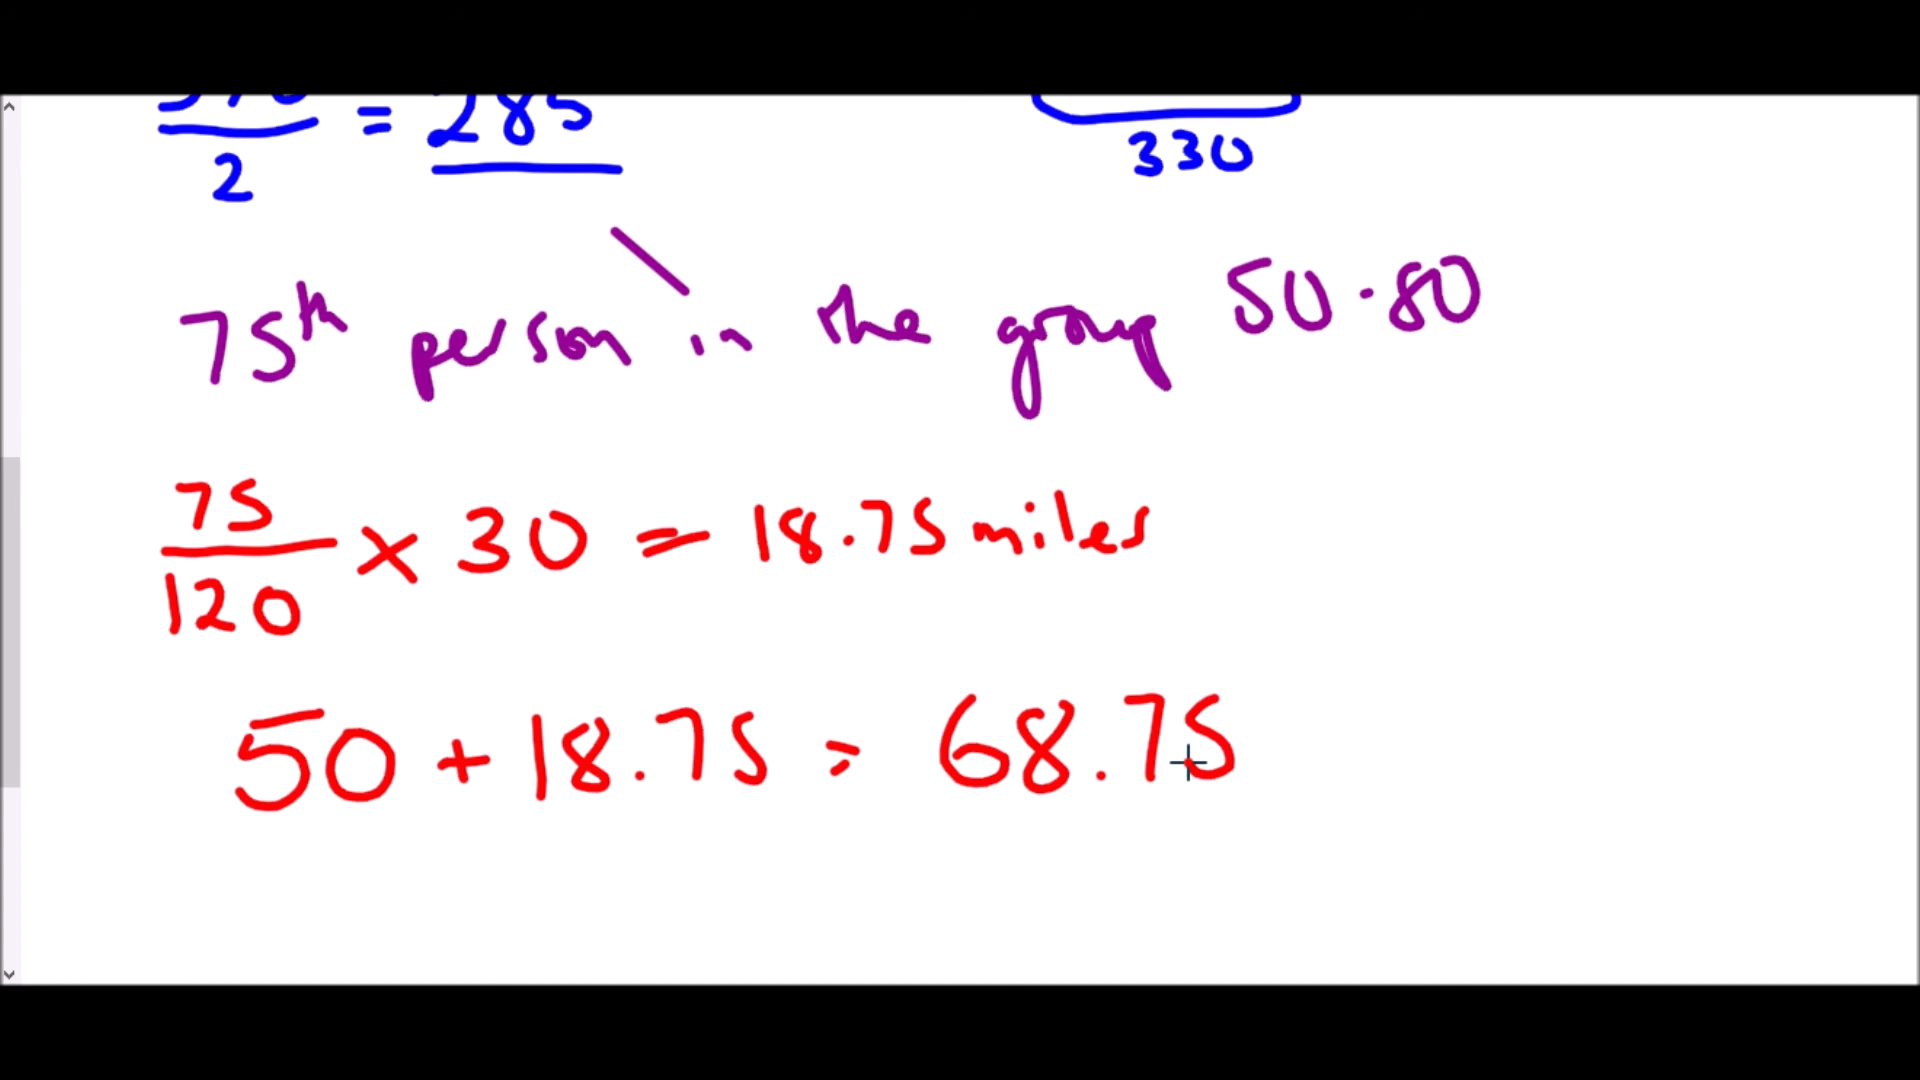 570/2 = 285
330
75th person in the group 50-80
75/120 × 30 = 18.75 miles
50 + 18.75 = 68.75